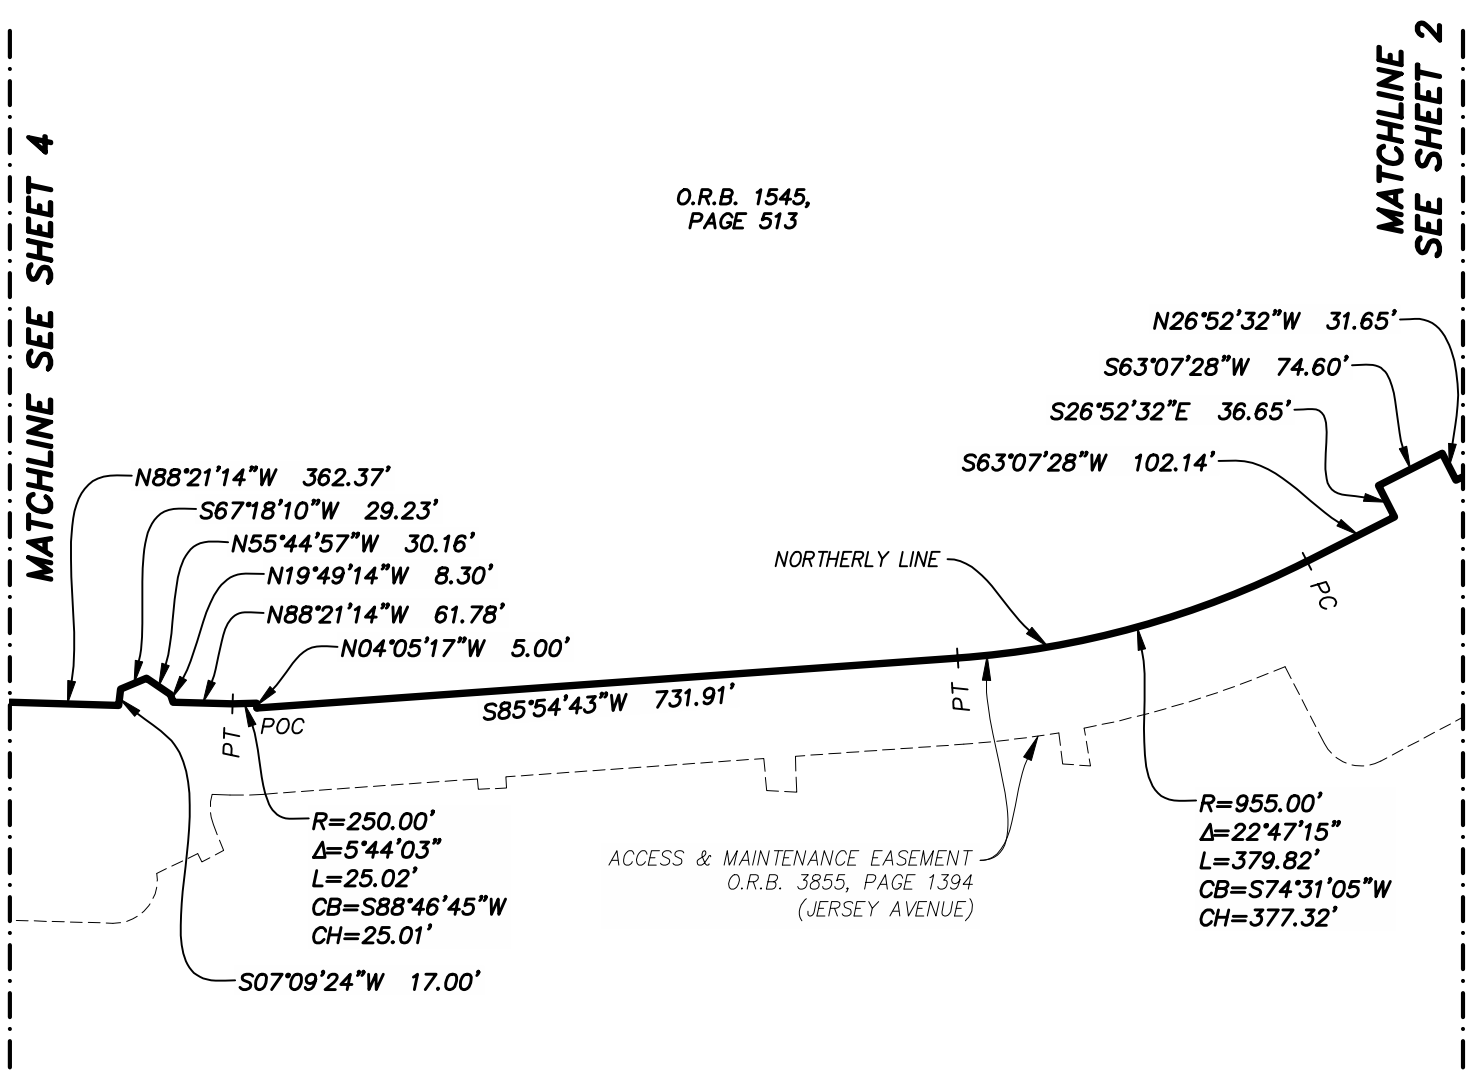 MATCHLINE SEE SHEET 4
MATCHLINE
SEE SHEET 2
O.R.B. 1545,
PAGE 513
N26°52'32"W 31.65'
S63°07'28"W 74.60'
S26°52'32"E 36.65'
S63°07'28"W 102.14'
N88°21'14"W 362.37'
S67°18'10"W 29.23'
N55°44'57"W 30.16'
N19°49'14"W 8.30'
N88°21'14"W 61.78'
N04°05'17"W 5.00'
NORTHERLY LINE
PC
PT
S85°54'43"W 731.91'
POC
PT
R=250.00'
Δ=5°44'03"
L=25.02'
CB=S88°46'45"W
CH=25.01'
S07°09'24"W 17.00'
ACCESS & MAINTENANCE EASEMENT
O.R.B. 3855, PAGE 1394
(JERSEY AVENUE)
R=955.00'
Δ=22°47'15"
L=379.82'
CB=S74°31'05"W
CH=377.32'